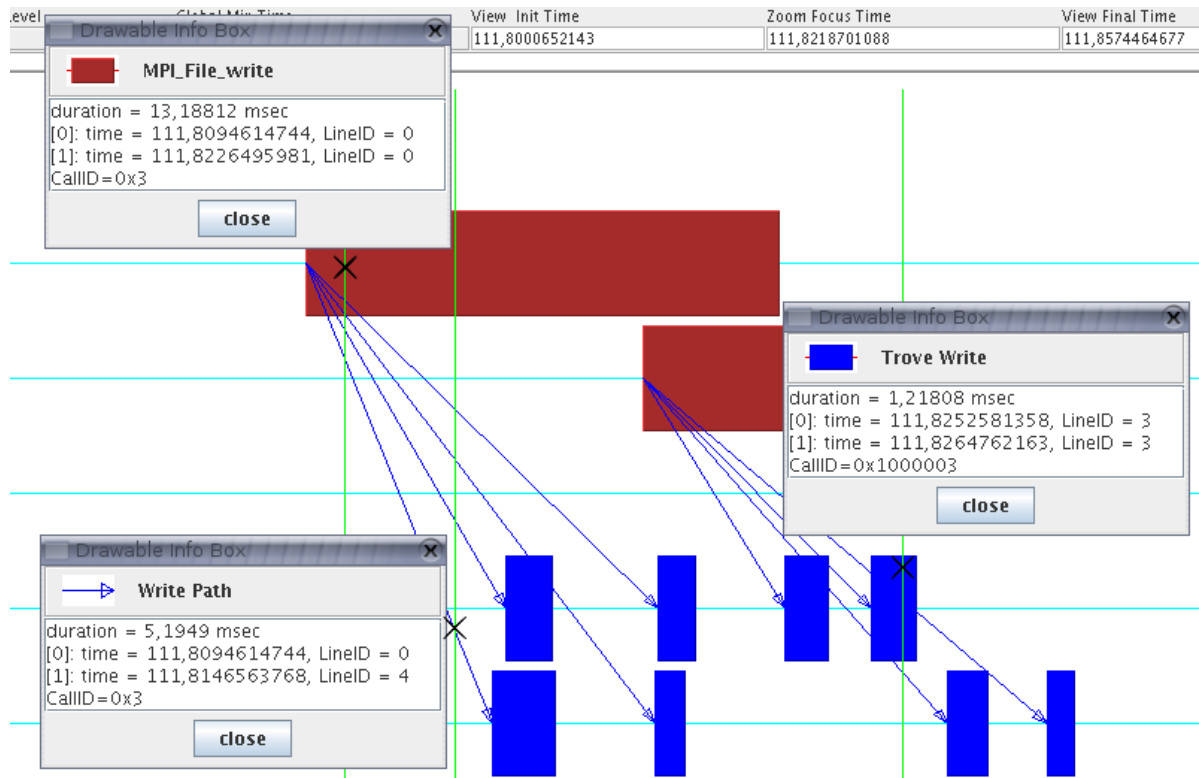 Level Global Min Time View Init Time Zoom Focus Time View Final Time
111,8000652143 111,8218701088 111,8574464677
Drawable Info Box
MPI_File_write
duration = 13,18812 msec
[0]: time = 111,8094614744, LineID = 0
[1]: time = 111,8226495981, LineID = 0
CallID=0x3
close
Drawable Info Box
Trove Write
duration = 1,21808 msec
[0]: time = 111,8252581358, LineID = 3
[1]: time = 111,8264762163, LineID = 3
CallID=0x1000003
close
Drawable Info Box
Write Path
duration = 5,1949 msec
[0]: time = 111,8094614744, LineID = 0
[1]: time = 111,8146563768, LineID = 4
CallID=0x3
close